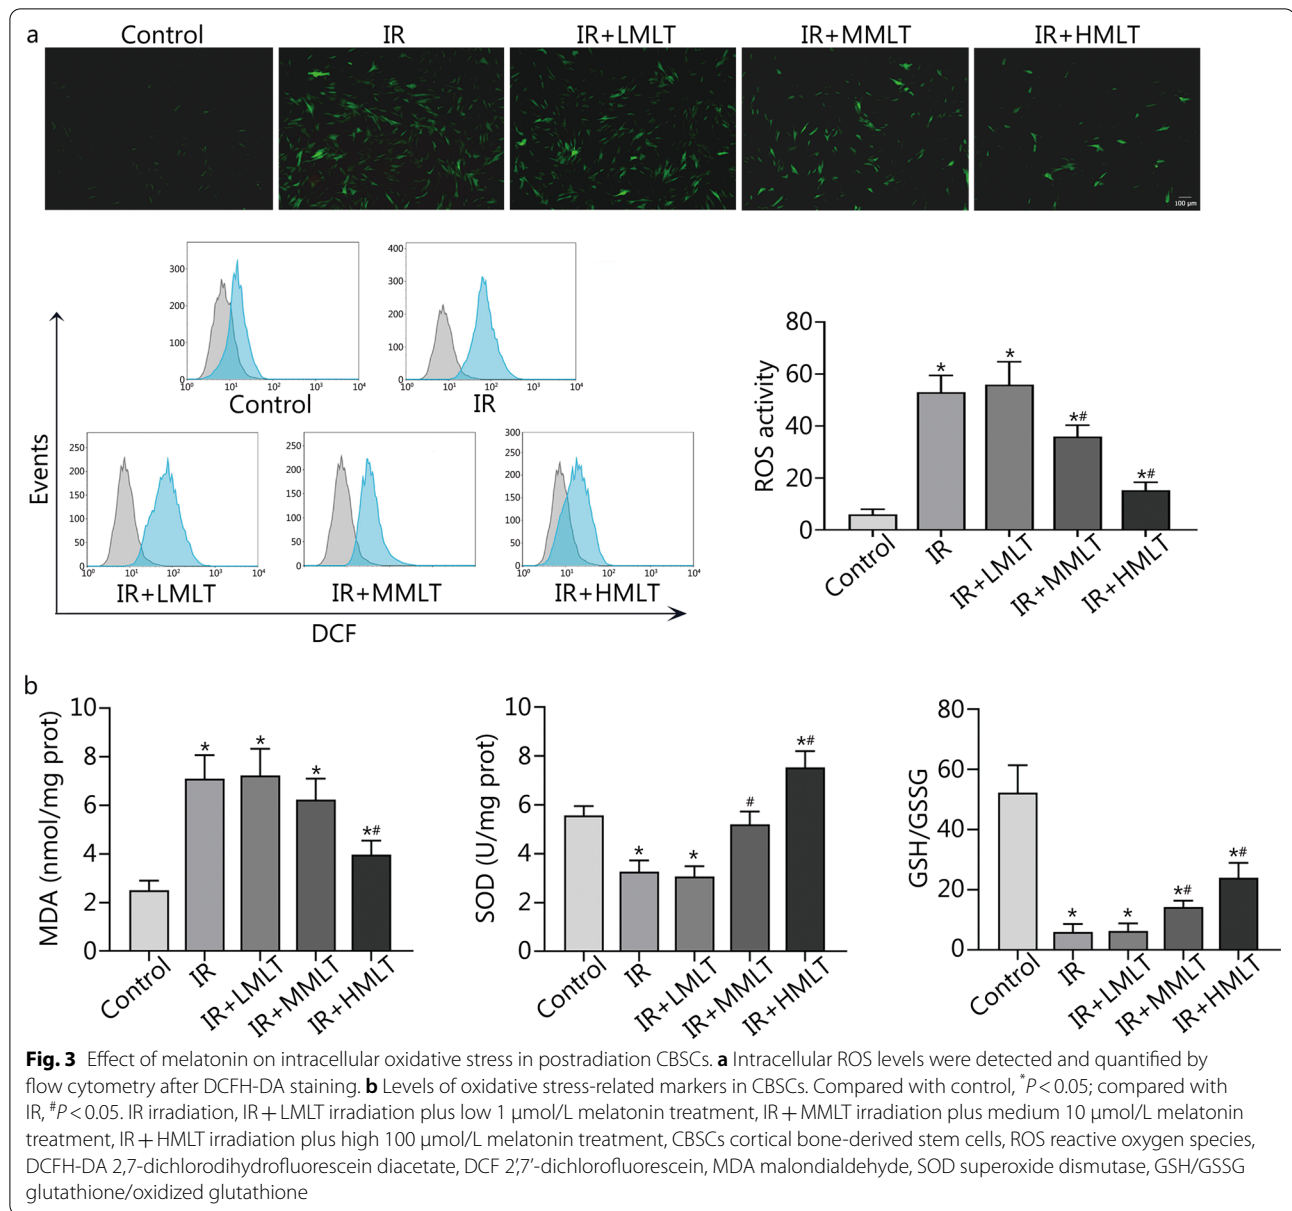 a
Control IR IR+LMLT IR+MMLT IR+HMLT
100 μm
300
200
100
0
10⁰ 10¹ 10² 10³ 10⁴
Control
400
300
200
100
0
10⁰ 10¹ 10² 10³ 10⁴
IR
250
200
150
100
50
0
10⁰ 10¹ 10² 10³ 10⁴
IR+LMLT
250
200
150
100
50
0
IR+MMLT
300
250
200
150
100
50
0
10⁰ 10¹ 10² 10³ 10⁴
IR+HMLT
Events
DCF
ROS activity
80
60
40
20
0
* * *# *#
Control IR IR+LMLT IR+MMLT IR+HMLT
b
MDA (nmol/mg prot)
10
8
6
4
2
0
* * * *#
Control IR IR+LMLT IR+MMLT IR+HMLT
SOD (U/mg prot)
10
8
6
4
2
0
* * # *#
Control IR IR+LMLT IR+MMLT IR+HMLT
GSH/GSSG
80
60
40
20
0
* * *# *#
Control IR IR+LMLT IR+MMLT IR+HMLT
Fig. 3 Effect of melatonin on intracellular oxidative stress in postradiation CBSCs. a Intracellular ROS levels were detected and quantified by
flow cytometry after DCFH-DA staining. b Levels of oxidative stress-related markers in CBSCs. Compared with control, *P < 0.05; compared with
IR, #P < 0.05. IR irradiation, IR + LMLT irradiation plus low 1 μmol/L melatonin treatment, IR + MMLT irradiation plus medium 10 μmol/L melatonin
treatment, IR + HMLT irradiation plus high 100 μmol/L melatonin treatment, CBSCs cortical bone-derived stem cells, ROS reactive oxygen species,
DCFH-DA 2,7-dichlorodihydrofluorescein diacetate, DCF 2′,7′-dichlorofluorescein, MDA malondialdehyde, SOD superoxide dismutase, GSH/GSSG
glutathione/oxidized glutathione